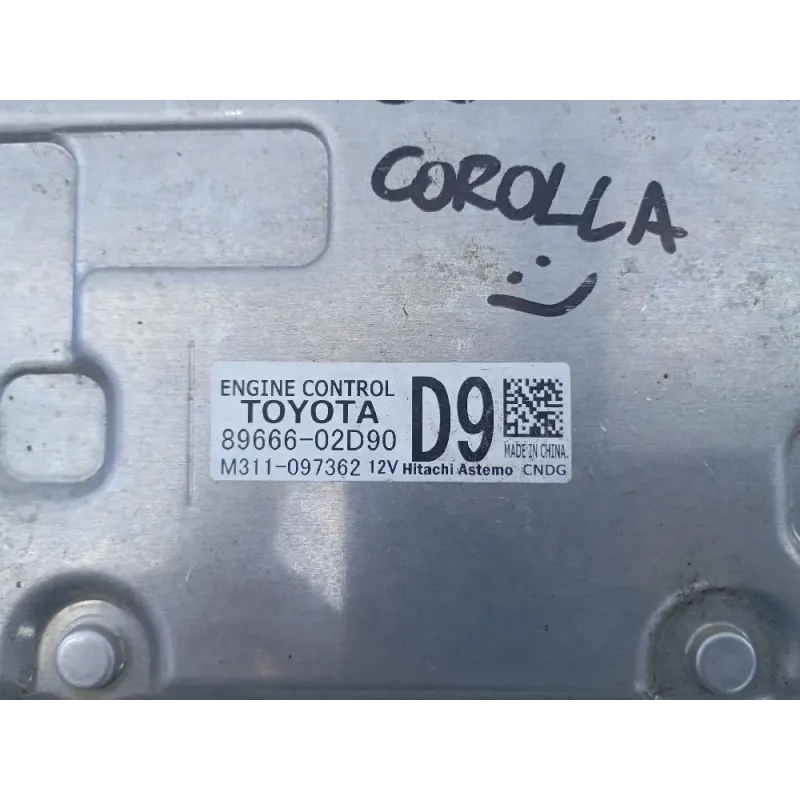 COROLLA
ENGINE CONTROL
TOYOTA
89666-02D90
D9
MADE IN CHINA
M311-097362 12V Hitachi Astemo CNDG